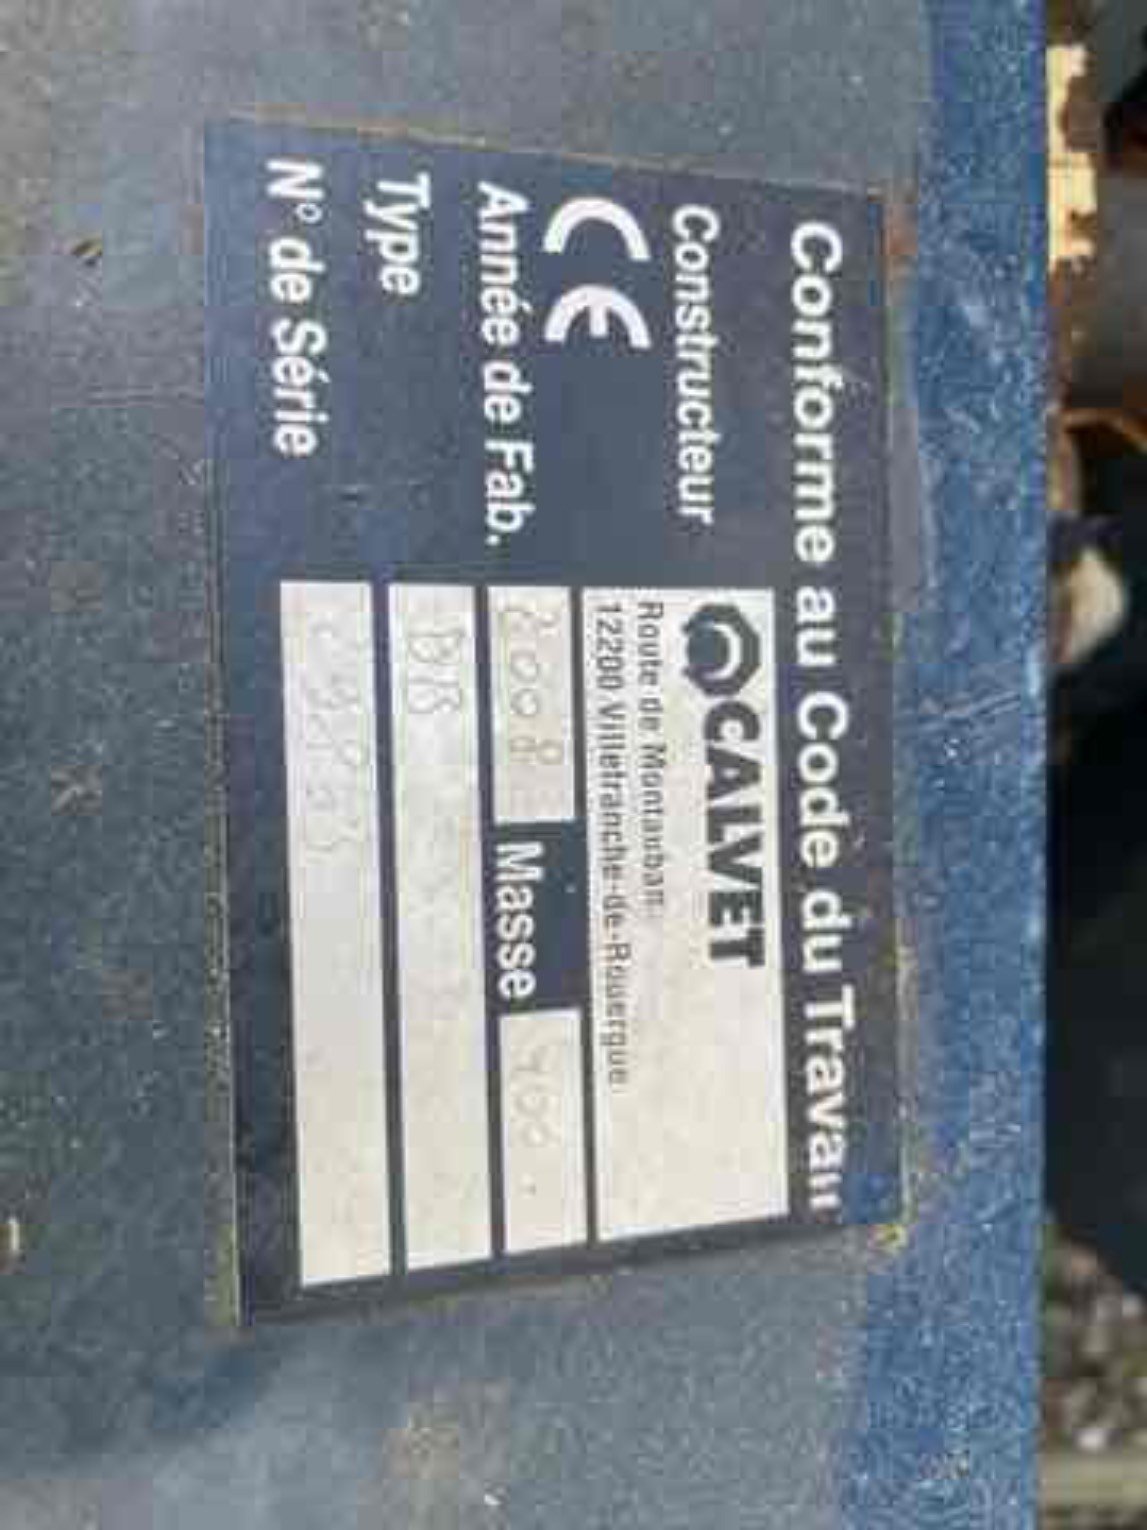 Conforme au Code du Travail
Constructeur CALVET
Route de Montauban
12200 Villefranche-de-Rouergue
CE
Année de Fab. Masse
Type
N° de Série